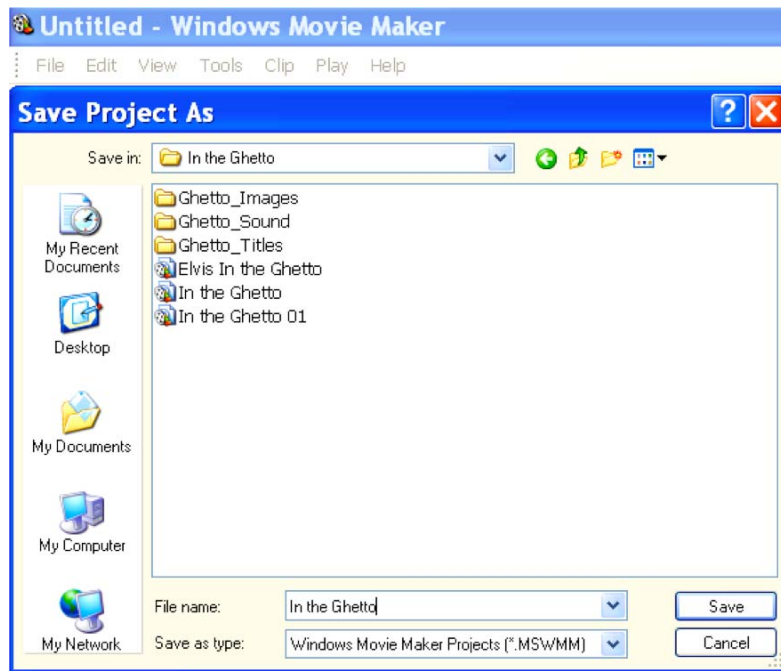 Untitled - Windows Movie Maker
File Edit View Tools Clip Play Help
Save Project As
Save in: In the Ghetto
My Recent
Documents
Desktop
My Documents
My Computer
My Network
Ghetto_Images
Ghetto_Sound
Ghetto_Titles
Elvis In the Ghetto
In the Ghetto
In the Ghetto 01
File name: In the Ghetto
Save
Save as type: Windows Movie Maker Projects (*.MSWMM)
Cancel